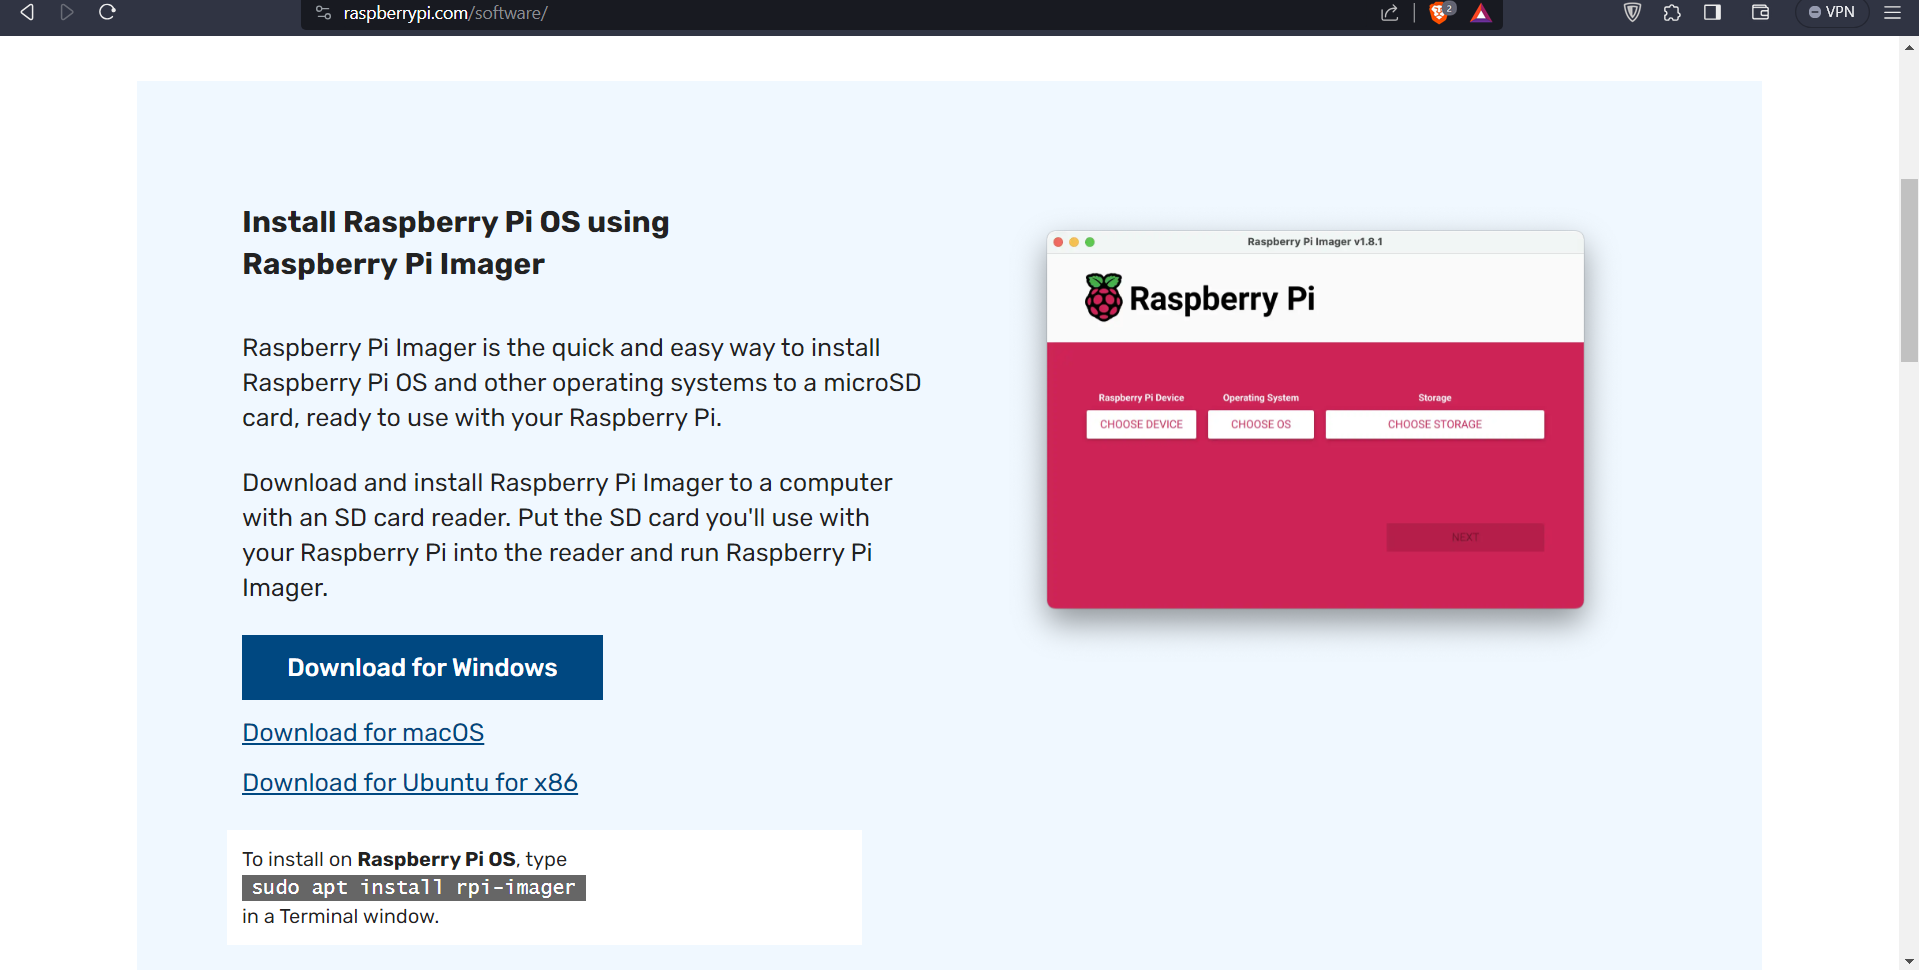 raspberrypi.com/software/
2
VPN
Install Raspberry Pi OS using
Raspberry Pi Imager
Raspberry Pi Imager is the quick and easy way to install
Raspberry Pi OS and other operating systems to a microSD
card, ready to use with your Raspberry Pi.
Download and install Raspberry Pi Imager to a computer
with an SD card reader. Put the SD card you'll use with
your Raspberry Pi into the reader and run Raspberry Pi
Imager.
Download for Windows
Download for macOS
Download for Ubuntu for x86
To install on Raspberry Pi OS, type
sudo apt install rpi-imager
in a Terminal window.
Raspberry Pi Imager v1.8.1
Raspberry Pi
Raspberry Pi Device Operating System Storage
CHOOSE DEVICE CHOOSE OS CHOOSE STORAGE
NEXT